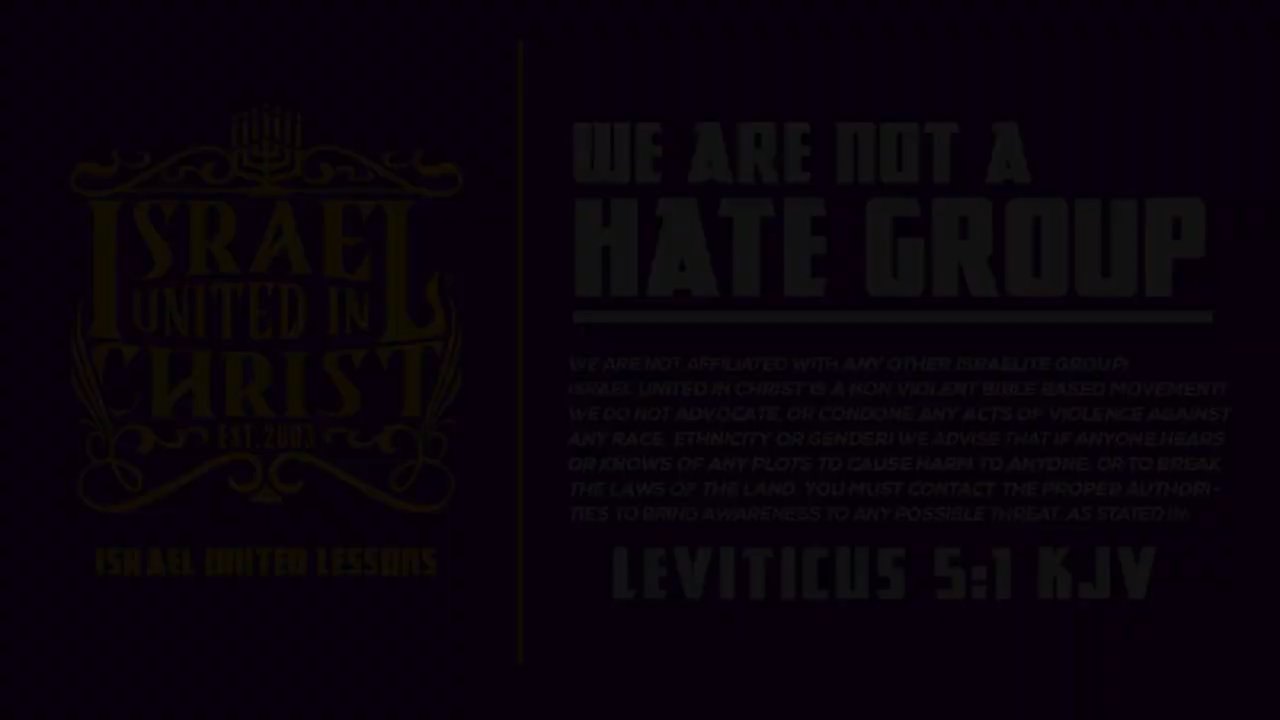 ISRAEL
UNITED IN
CHRIST
EST. 2003
ISRAEL UNITED LESSONS
WE ARE NOT A
HATE GROUP
WE ARE NOT AFFILIATED WITH ANY OTHER ISRAELITE GROUP!
ISRAEL UNITED IN CHRIST IS A NON VIOLENT BIBLE BASED MOVEMENT!
WE DO NOT ADVOCATE, OR CONDONE ANY ACTS OF VIOLENCE AGAINST
ANY RACE, ETHNICITY OR GENDER! WE ADVISE THAT IF ANYONE HEARS
OR KNOWS OF ANY PLOTS TO CAUSE HARM TO ANYONE, OR TO BREAK
THE LAWS OF THE LAND, YOU MUST CONTACT THE PROPER AUTHORI-
TIES TO BRING AWARENESS TO ANY POSSIBLE THREAT. AS STATED IN:
LEVITICUS 5:1 KJV